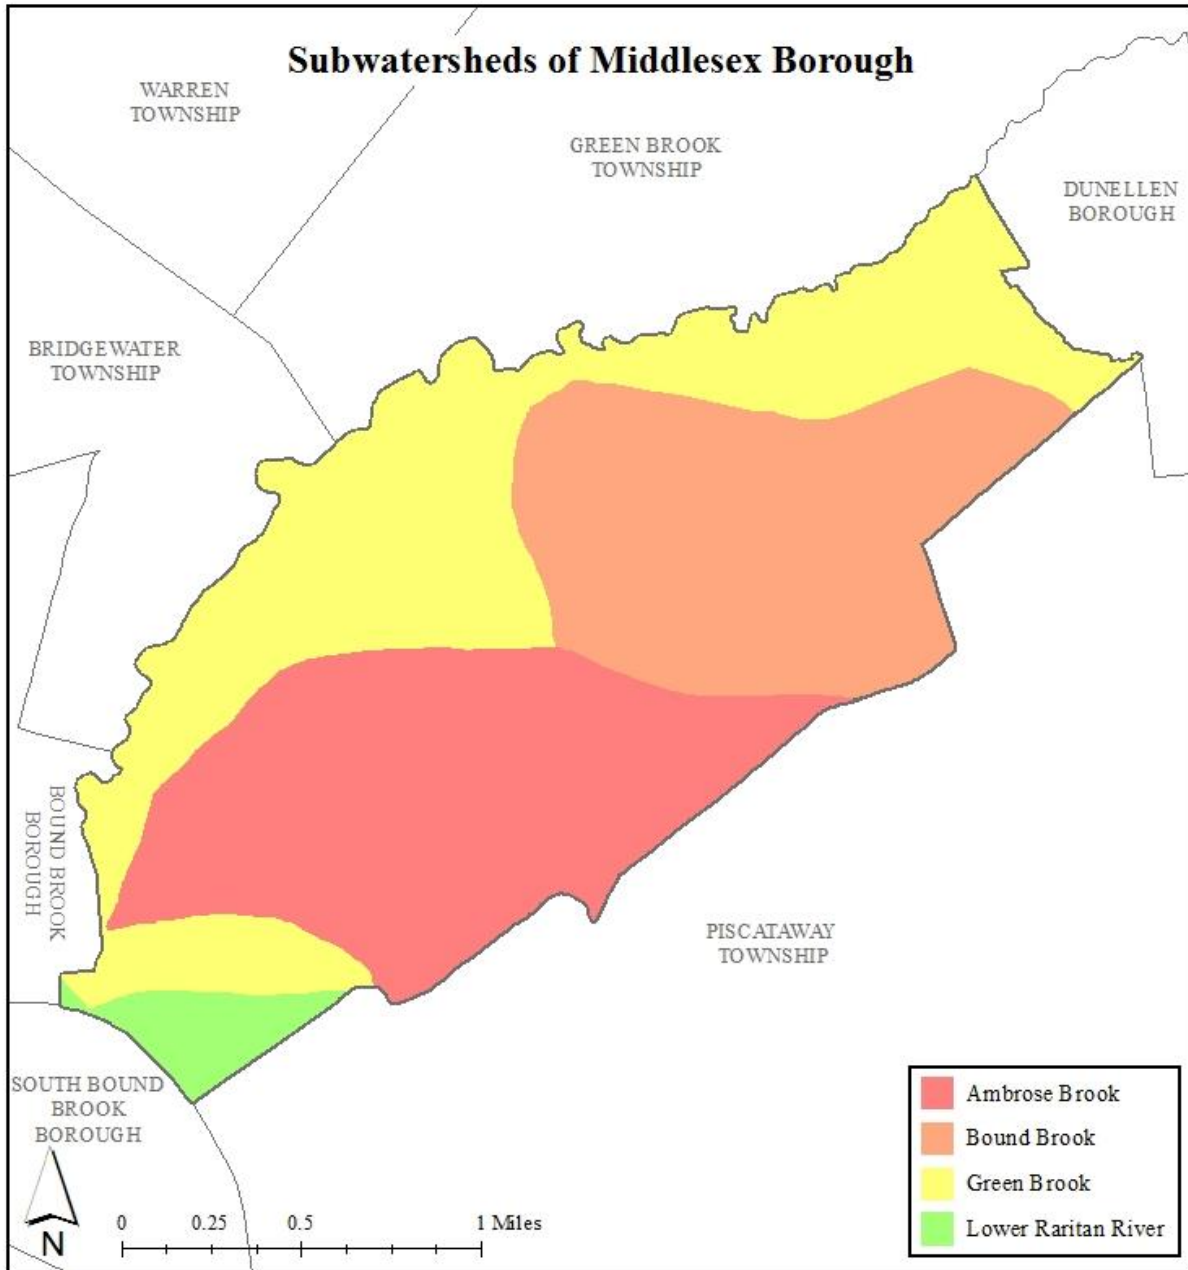 Subwatersheds of Middlesex Borough
WARREN
TOWNSHIP
GREEN BROOK
TOWNSHIP
DUNELLEN
BOROUGH
BRIDGEWATER
TOWNSHIP
BOUND BROOK
BOROUGH
PISCATAWAY
TOWNSHIP
SOUTH BOUND
BROOK
BOROUGH
Ambrose Brook
Bound Brook
Green Brook
Lower Raritan River
N
0 0.25 0.5 1 Miles